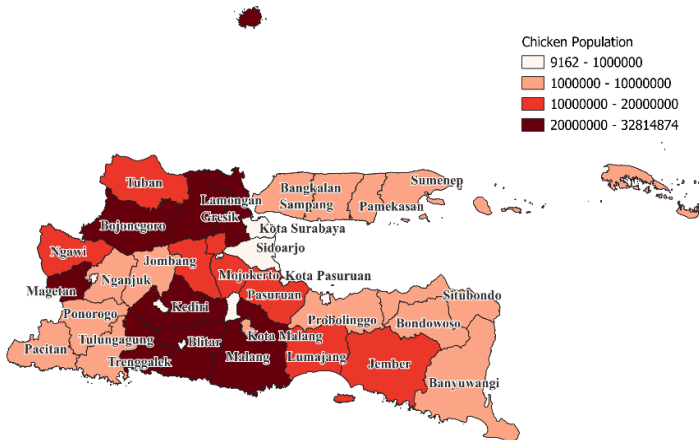 Chicken Population
9162 - 1000000
1000000 - 10000000
10000000 - 20000000
20000000 - 32814874
Tuban
Lamongan
Gresik
Bojonegoro
Bangkalan
Sampang
Sumenep
Pamekasan
Kota Surabaya
Sidoarjo
Ngawi
Jombang
Nganjuk
Mojokerto
Kota Pasuruan
Magetan
Pasuruan
Situbondo
Ponorogo
Kediri
Probolinggo
Bondowoso
Pacitan
Tulungagung
Blitar
Kota Malang
Trenggalek
Malang
Lumajang
Jember
Banyuwangi